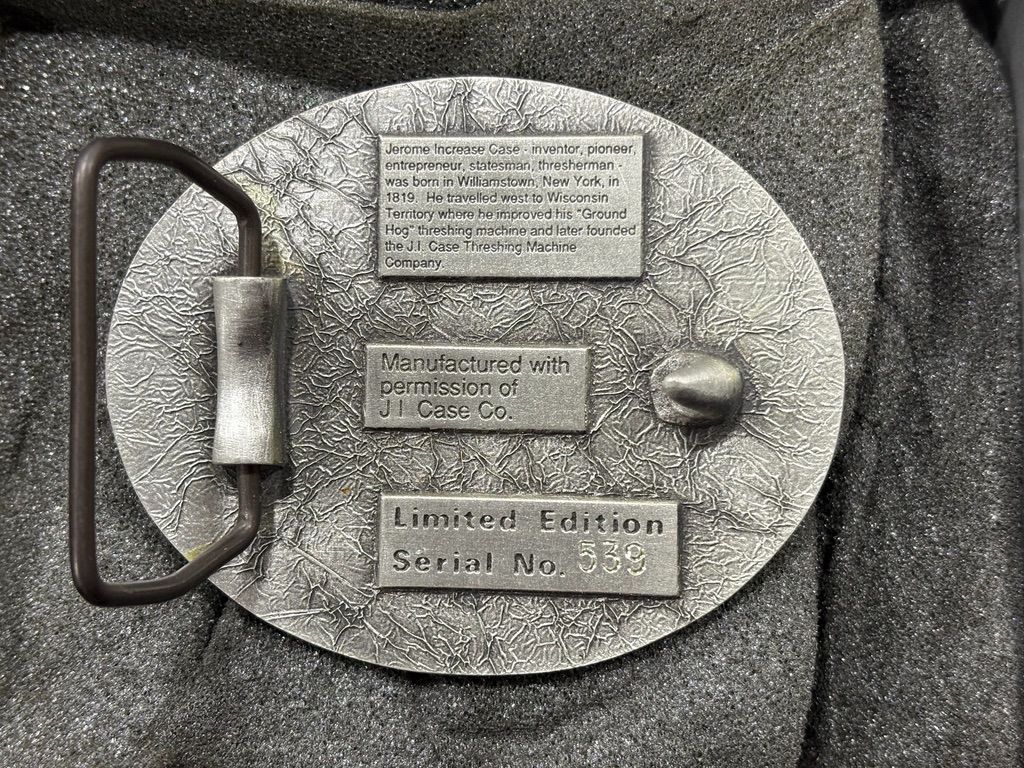 Jerome Increase Case - inventor, pioneer,
entrepreneur, statesman, thresherman -
was born in Williamstown, New York, in
1819. He travelled west to Wisconsin
Territory where he improved his "Ground
Hog" threshing machine and later founded
the J.I. Case Threshing Machine
Company.
Manufactured with
permission of
J I Case Co.
Limited Edition
Serial No. 539